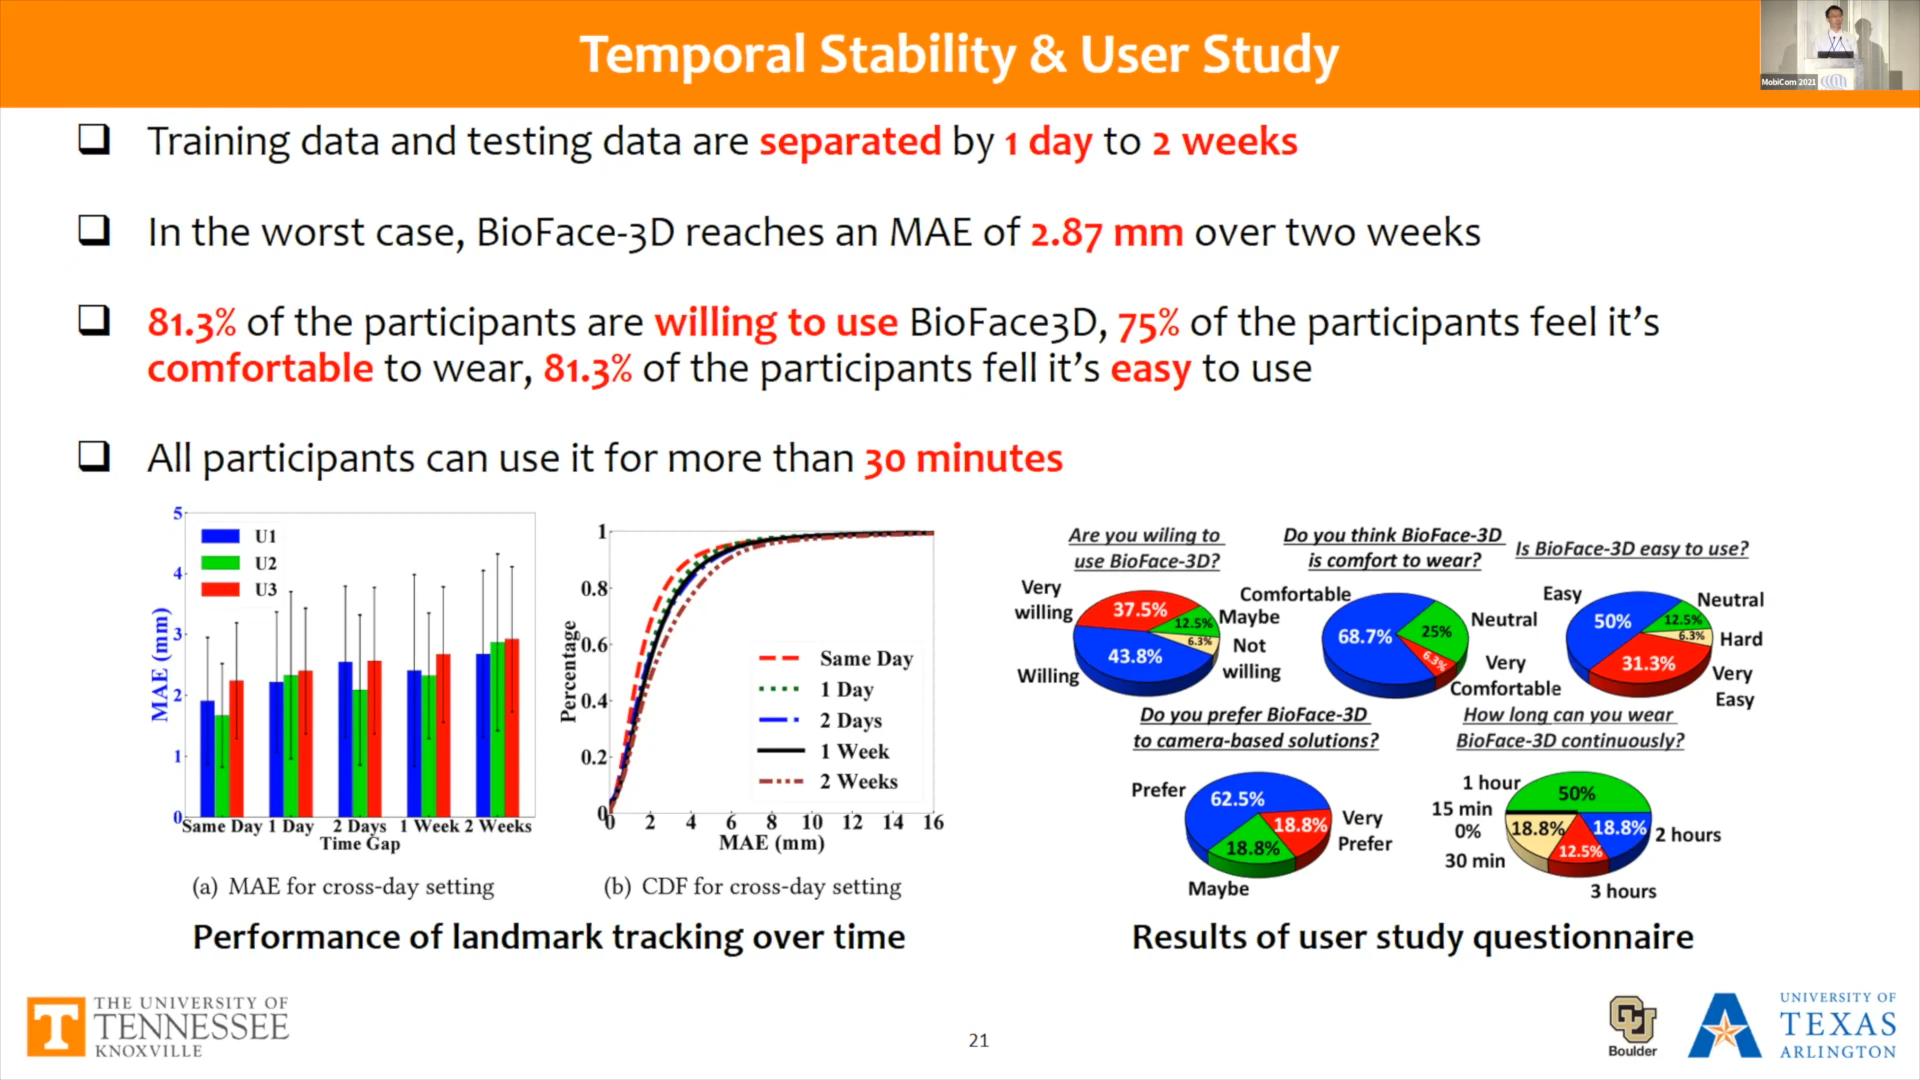 Temporal Stability & User Study
MobiCom 2021
Training data and testing data are separated by 1 day to 2 weeks
In the worst case, BioFace-3D reaches an MAE of 2.87 mm over two weeks
81.3% of the participants are willing to use BioFace3D, 75% of the participants feel it's
comfortable to wear, 81.3% of the participants fell it's easy to use
All participants can use it for more than 30 minutes
5
4
3
2
1
0
MAE (mm)
U1
U2
U3
Same Day 1 Day 2 Days 1 Week 2 Weeks
Time Gap
(a) MAE for cross-day setting
1
0.8
0.6
0.4
0.2
0
Percentage
Same Day
1 Day
2 Days
1 Week
2 Weeks
0 2 4 6 8 10 12 14 16
MAE (mm)
(b) CDF for cross-day setting
Performance of landmark tracking over time
Are you wiling to
use BioFace-3D?
Very
willing
37.5%
12.5%
Maybe
6.3%
Not
willing
43.8%
Willing
Do you think BioFace-3D
is comfort to wear?
Comfortable
68.7%
25%
Neutral
6.3%
Very
Comfortable
Is BioFace-3D easy to use?
Easy
50%
12.5%
Neutral
6.3%
Hard
31.3%
Very
Easy
Do you prefer BioFace-3D
to camera-based solutions?
Prefer
62.5%
18.8%
Very
Prefer
18.8%
Maybe
How long can you wear
BioFace-3D continuously?
1 hour
50%
15 min
0%
18.8%
30 min
12.5%
3 hours
18.8%
2 hours
Results of user study questionnaire
T
THE UNIVERSITY OF
TENNESSEE
KNOXVILLE
21
CU
Boulder
A
UNIVERSITY OF
TEXAS
ARLINGTON